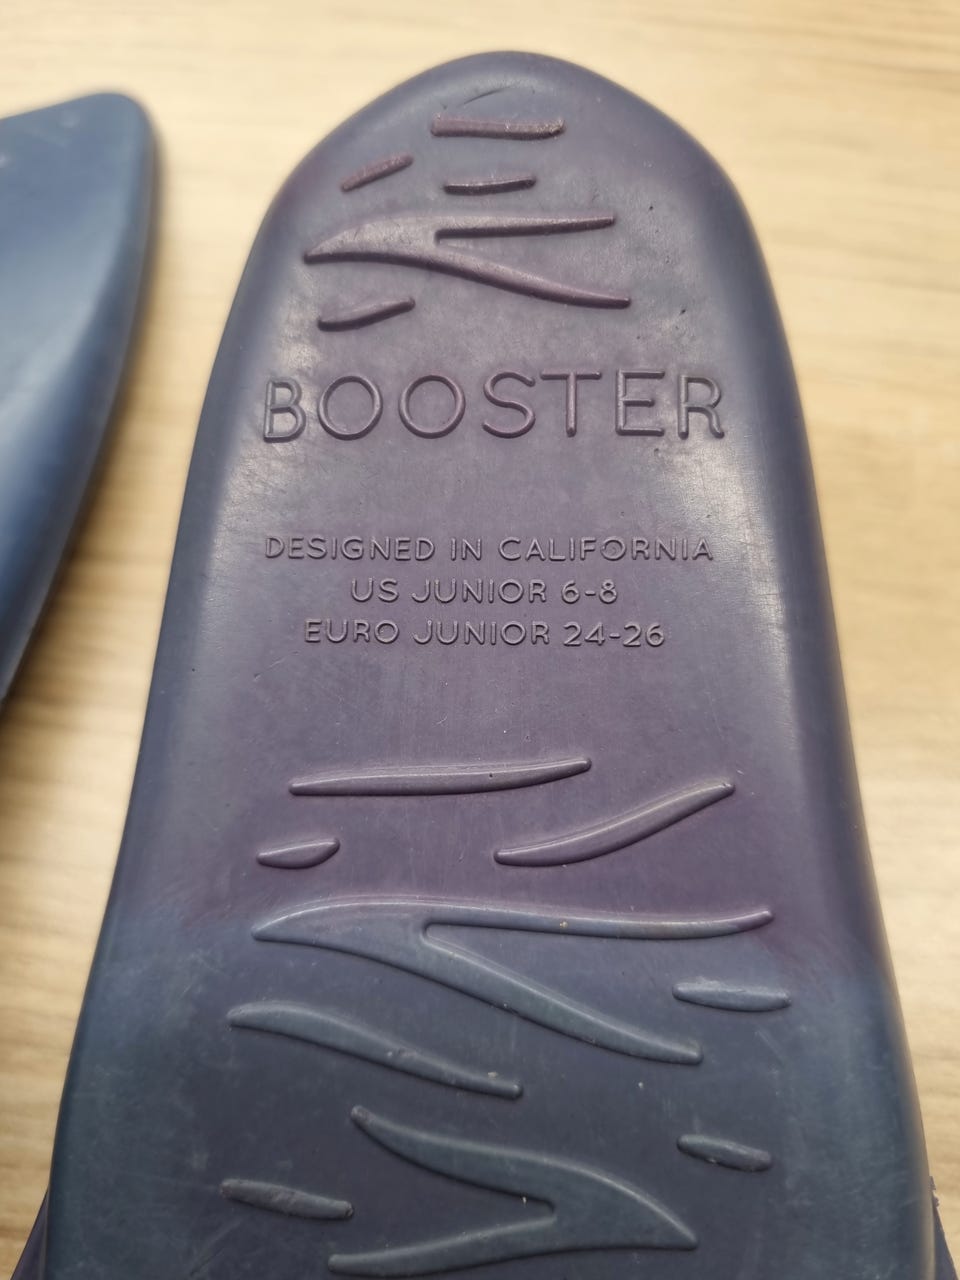 BOOSTER
DESIGNED IN CALIFORNIA
US JUNIOR 6-8
EURO JUNIOR 24-26